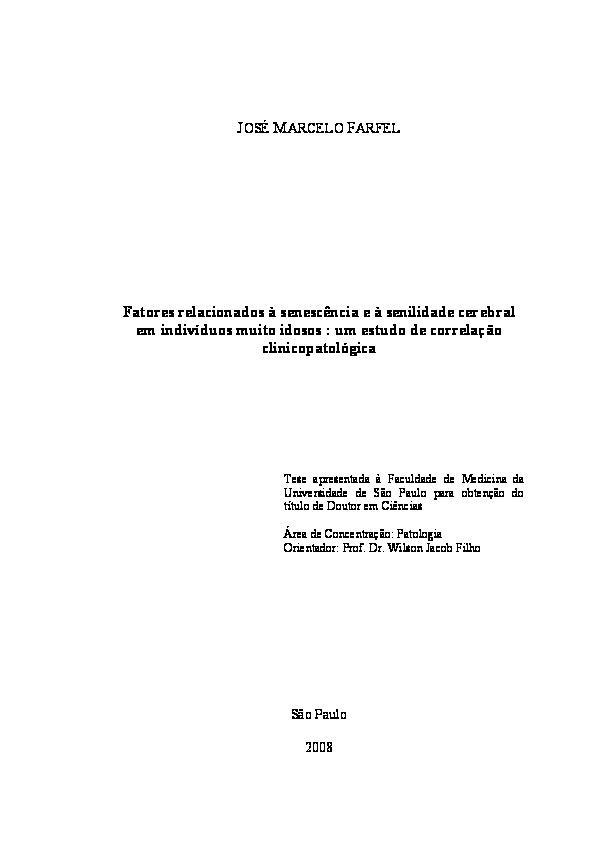 JOSÉ MARCELO FARFEL
Fatores relacionados à senescência e à senilidade cerebral
em indivíduos muito idosos : um estudo de correlação
clinicopatológica
Tese apresentada à Faculdade de Medicina da
Universidade de São Paulo para obtenção do
título de Doutor em Ciências
Área de Concentração: Patologia
Orientador: Prof. Dr. Wilson Jacob Filho
São Paulo
2008